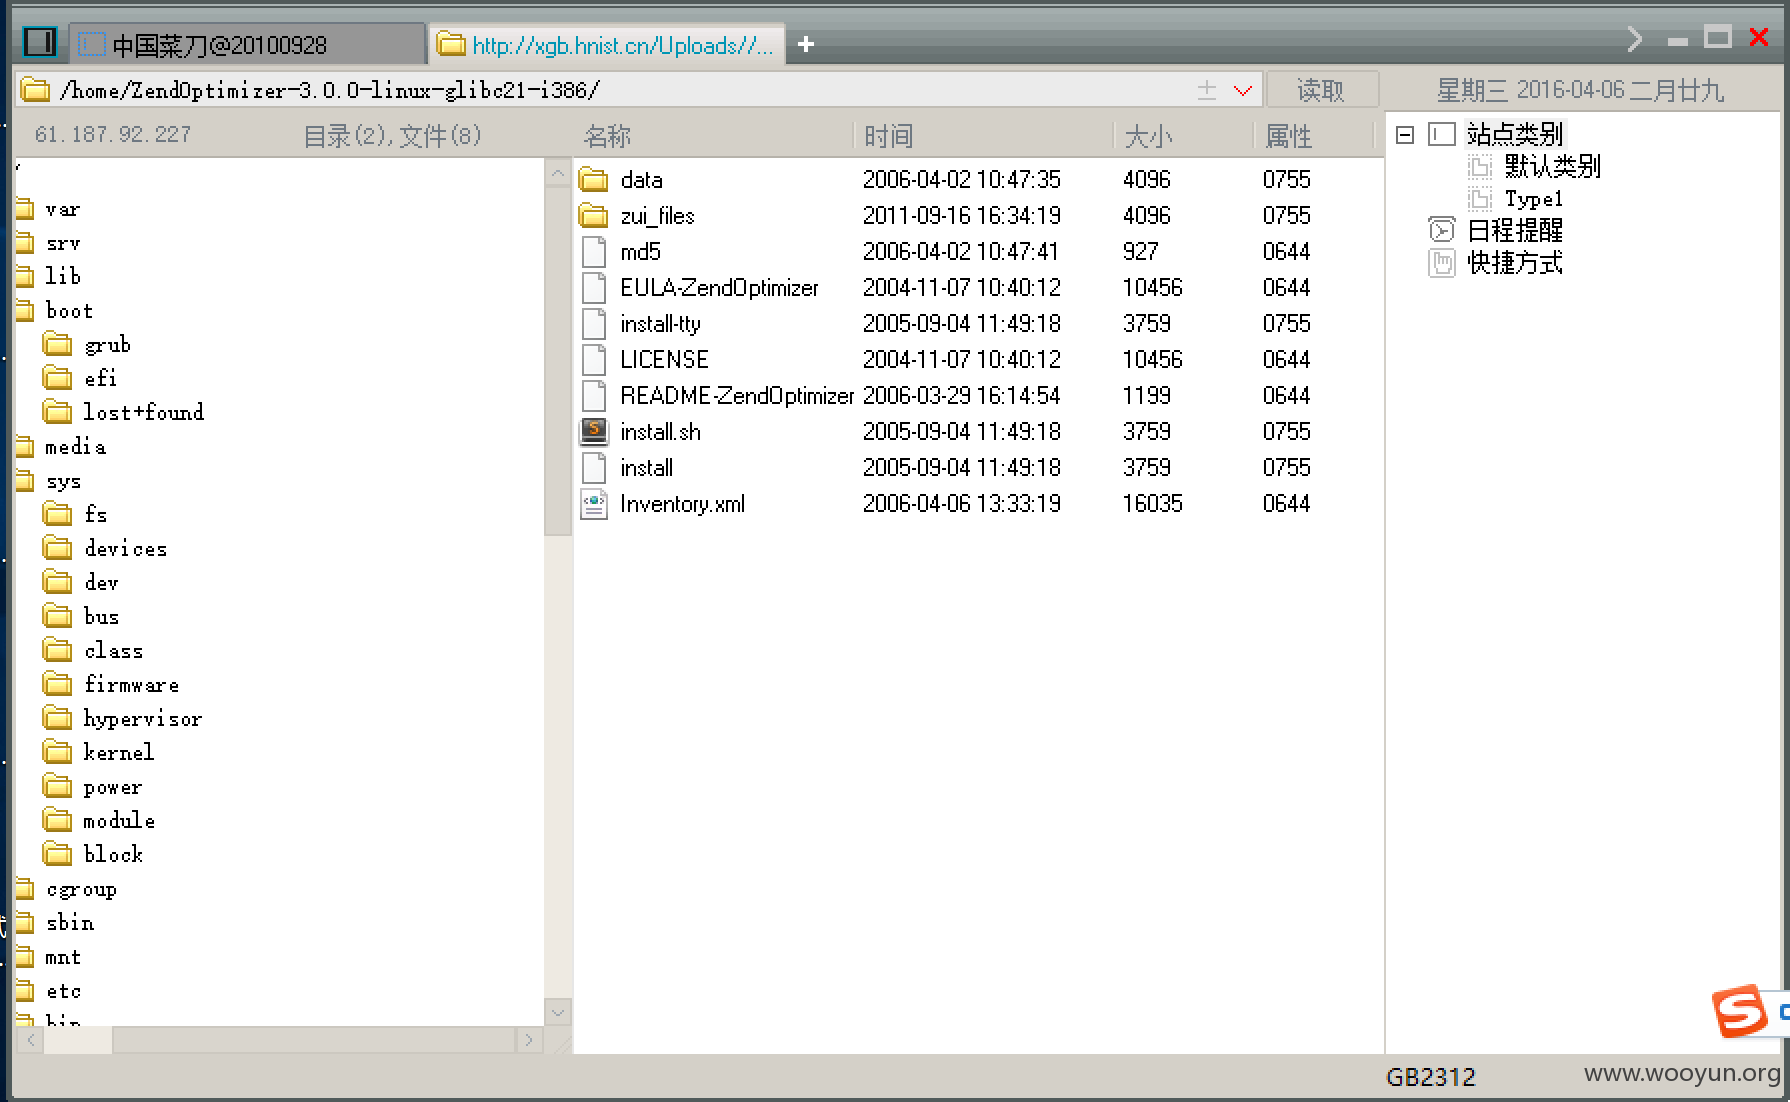 中国菜刀@20100928
http://xgb.hnist.cn/Uploads//...
/home/ZendOptimizer-3.0.0-linux-glibc21-i386/
读取
星期三 2016-04-06 二月廿九
61.187.92.227
目录(2),文件(8)
名称 时间 大小 属性
var
srv
lib
boot
grub
efi
lost+found
media
sys
fs
devices
dev
bus
class
firmware
hypervisor
kernel
power
module
block
cgroup
sbin
mnt
etc
bin
data 2006-04-02 10:47:35 4096 0755
zui_files 2011-09-16 16:34:19 4096 0755
md5 2006-04-02 10:47:41 927 0644
EULA-ZendOptimizer 2004-11-07 10:40:12 10456 0644
install-tty 2005-09-04 11:49:18 3759 0755
LICENSE 2004-11-07 10:40:12 10456 0644
README-ZendOptimizer 2006-03-29 16:14:54 1199 0644
install.sh 2005-09-04 11:49:18 3759 0755
install 2005-09-04 11:49:18 3759 0755
Inventory.xml 2006-04-06 13:33:19 16035 0644
站点类别
默认类别
Type1
日程提醒
快捷方式
GB2312
www.wooyun.org